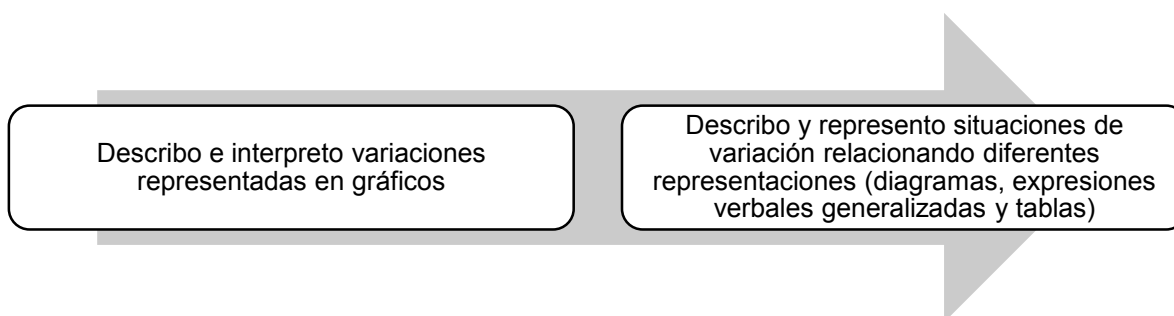 Describo e interpreto variaciones
representadas en gráficos
Describo y represento situaciones de
variación relacionando diferentes
representaciones (diagramas, expresiones
verbales generalizadas y tablas)